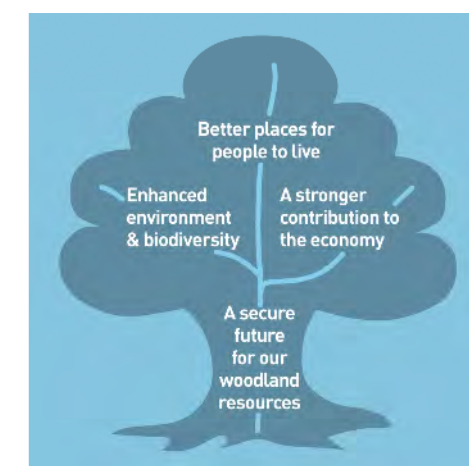 Better places for
people to live
Enhanced
environment
& biodiversity
A stronger
contribution to
the economy
A secure
future
for our
woodland
resources